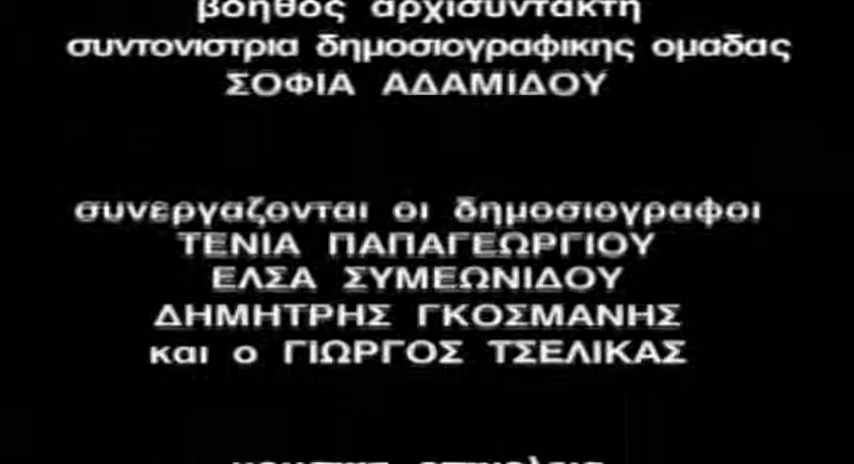 βοηθος αρχισυντακτη
συντονιστρια δημοσιογραφικης ομαδας
ΣΟΦΙΑ ΑΔΑΜΙΔΟΥ
συνεργαζονται οι δημοσιογραφοι
ΤΕΝΙΑ ΠΑΠΑΓΕΩΡΓΙΟΥ
ΕΛΣΑ ΣΥΜΕΩΝΙΔΟΥ
ΔΗΜΗΤΡΗΣ ΓΚΟΣΜΑΝΗΣ
και ο ΓΙΩΡΓΟΣ ΤΣΕΛΙΚΑΣ